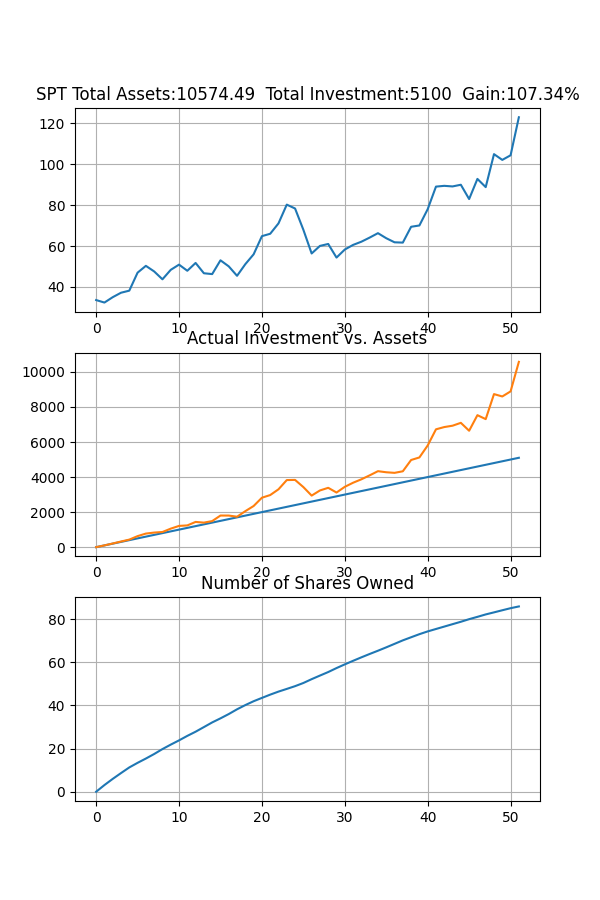 SPT Total Assets:10574.49  Total Investment:5100  Gain:107.34%
120
100
80
60
40
0 10 20 30 40 50
Actual Investment vs. Assets
10000
8000
6000
4000
2000
0
0 10 20 30 40 50
Number of Shares Owned
80
60
40
20
0
0 10 20 30 40 50